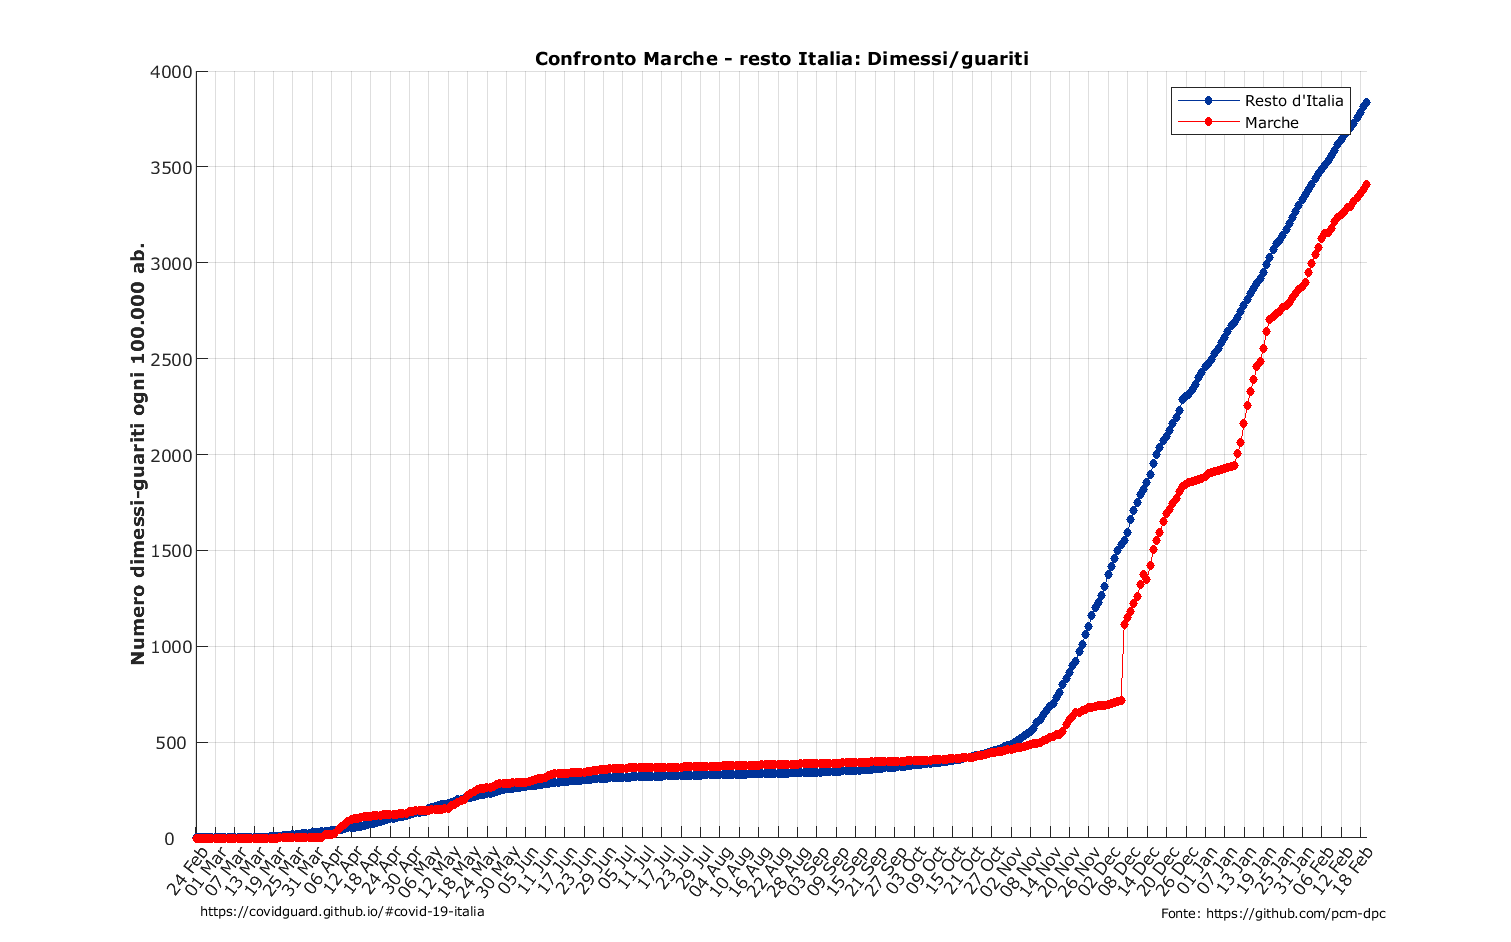 Confronto Marche - resto Italia: Dimessi/guariti
Resto d'Italia
Marche
Numero dimessi-guariti ogni 100.000 ab.
4000
3500
3000
2500
2000
1500
1000
500
0
24 Feb
01 Mar
07 Mar
13 Mar
19 Mar
25 Mar
31 Mar
06 Apr
12 Apr
18 Apr
24 Apr
30 Apr
06 May
12 May
18 May
24 May
30 May
05 Jun
11 Jun
17 Jun
23 Jun
29 Jun
05 Jul
11 Jul
17 Jul
23 Jul
29 Jul
04 Aug
10 Aug
16 Aug
22 Aug
28 Aug
03 Sep
09 Sep
15 Sep
21 Sep
27 Sep
03 Oct
09 Oct
15 Oct
21 Oct
27 Oct
02 Nov
08 Nov
14 Nov
20 Nov
26 Nov
02 Dec
08 Dec
14 Dec
20 Dec
26 Dec
01 Jan
07 Jan
13 Jan
19 Jan
25 Jan
31 Jan
06 Feb
12 Feb
18 Feb
https://covidguard.github.io/#covid-19-italia
Fonte: https://github.com/pcm-dpc